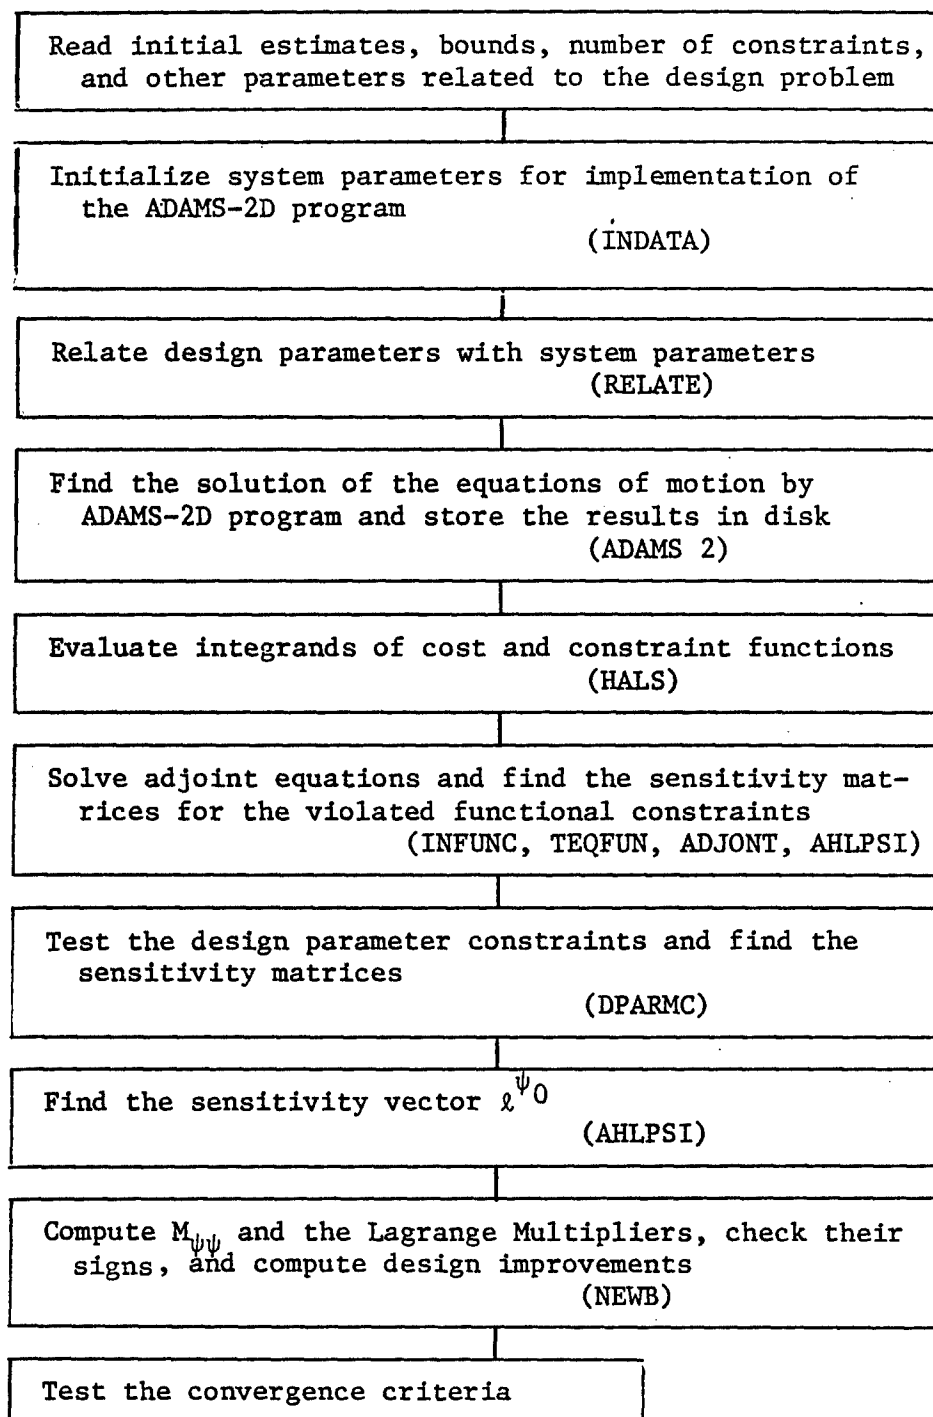 Read initial estimates, bounds, number of constraints,
and other parameters related to the design problem
Initialize system parameters for implementation of
the ADAMS-2D program
(INDATA)
Relate design parameters with system parameters
(RELATE)
Find the solution of the equations of motion by
ADAMS-2D program and store the results in disk
(ADAMS 2)
Evaluate integrands of cost and constraint functions
(HALS)
Solve adjoint equations and find the sensitivity mat-
rices for the violated functional constraints
(INFUNC, TEQFUN, ADJONT, AHLPSI)
Test the design parameter constraints and find the
sensitivity matrices
(DPARMC)
Find the sensitivity vector ℓ^ψ0
(AHLPSI)
Compute M_ψψ and the Lagrange Multipliers, check their
signs, and compute design improvements
(NEWB)
Test the convergence criteria